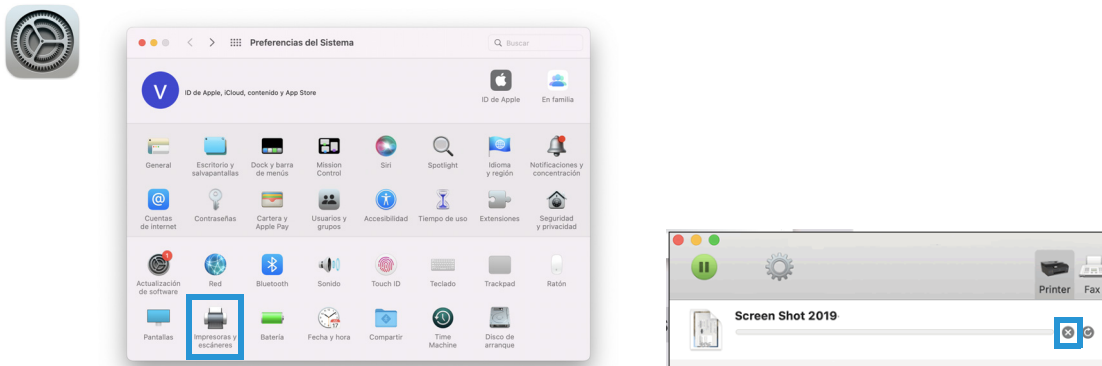 Preferencias del Sistema
Buscar
V
ID de Apple, iCloud, contenido y App Store
ID de Apple
En familia
General
Escritorio y
salvapantallas
Dock y barra
de menús
Mission
Control
Siri
Spotlight
Idioma
y región
Notificaciones y
concentración
@
Cuentas
de internet
Contraseñas
Cartera y
Apple Pay
Usuarios y
grupos
Accesibilidad
Tiempo de uso
Extensiones
Seguridad
y privacidad
1
Actualización
de software
Red
Bluetooth
Sonido
Touch ID
Teclado
Trackpad
Ratón
Pantallas
Impresoras y
escáneres
Batería
17
Fecha y hora
Compartir
Time
Machine
Disco de
arranque
Printer
Fax
Screen Shot 2019